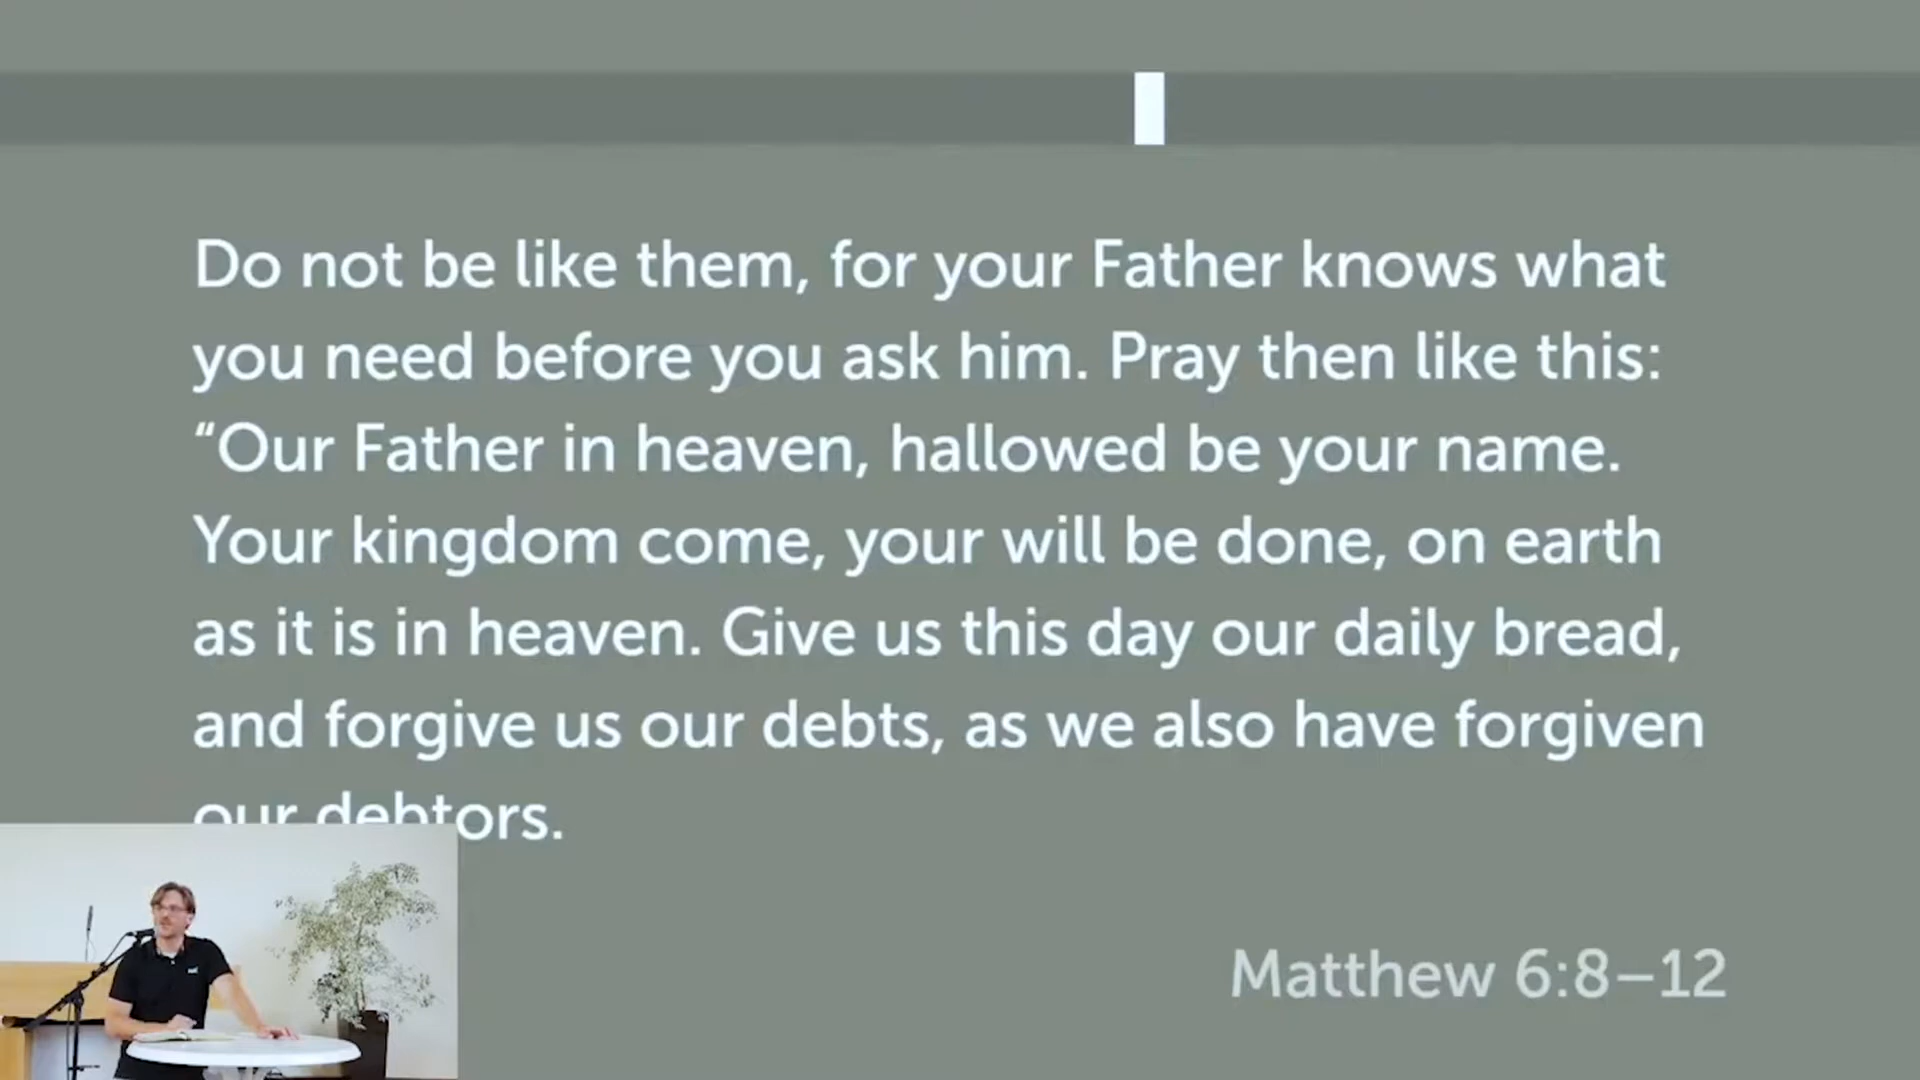 Do not be like them, for your Father knows what
you need before you ask him. Pray then like this:
“Our Father in heaven, hallowed be your name.
Your kingdom come, your will be done, on earth
as it is in heaven. Give us this day our daily bread,
and forgive us our debts, as we also have forgiven
our debtors.
Matthew 6:8–12